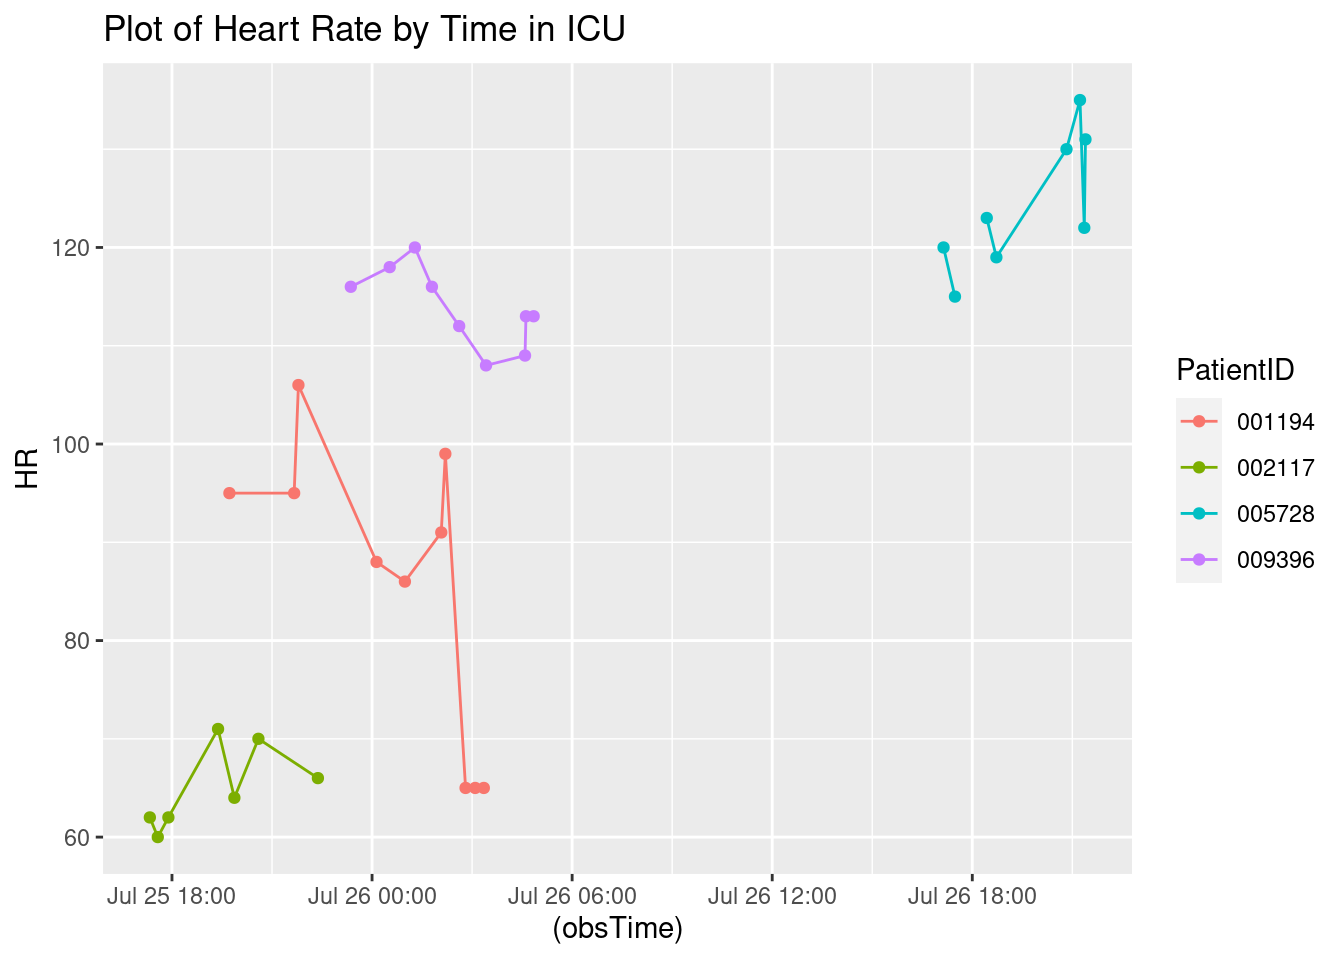 Plot of Heart Rate by Time in ICU
HR
120
100
80
60
Jul 25 18:00 Jul 26 00:00 Jul 26 06:00 Jul 26 12:00 Jul 26 18:00
(obsTime)
PatientID
001194
002117
005728
009396